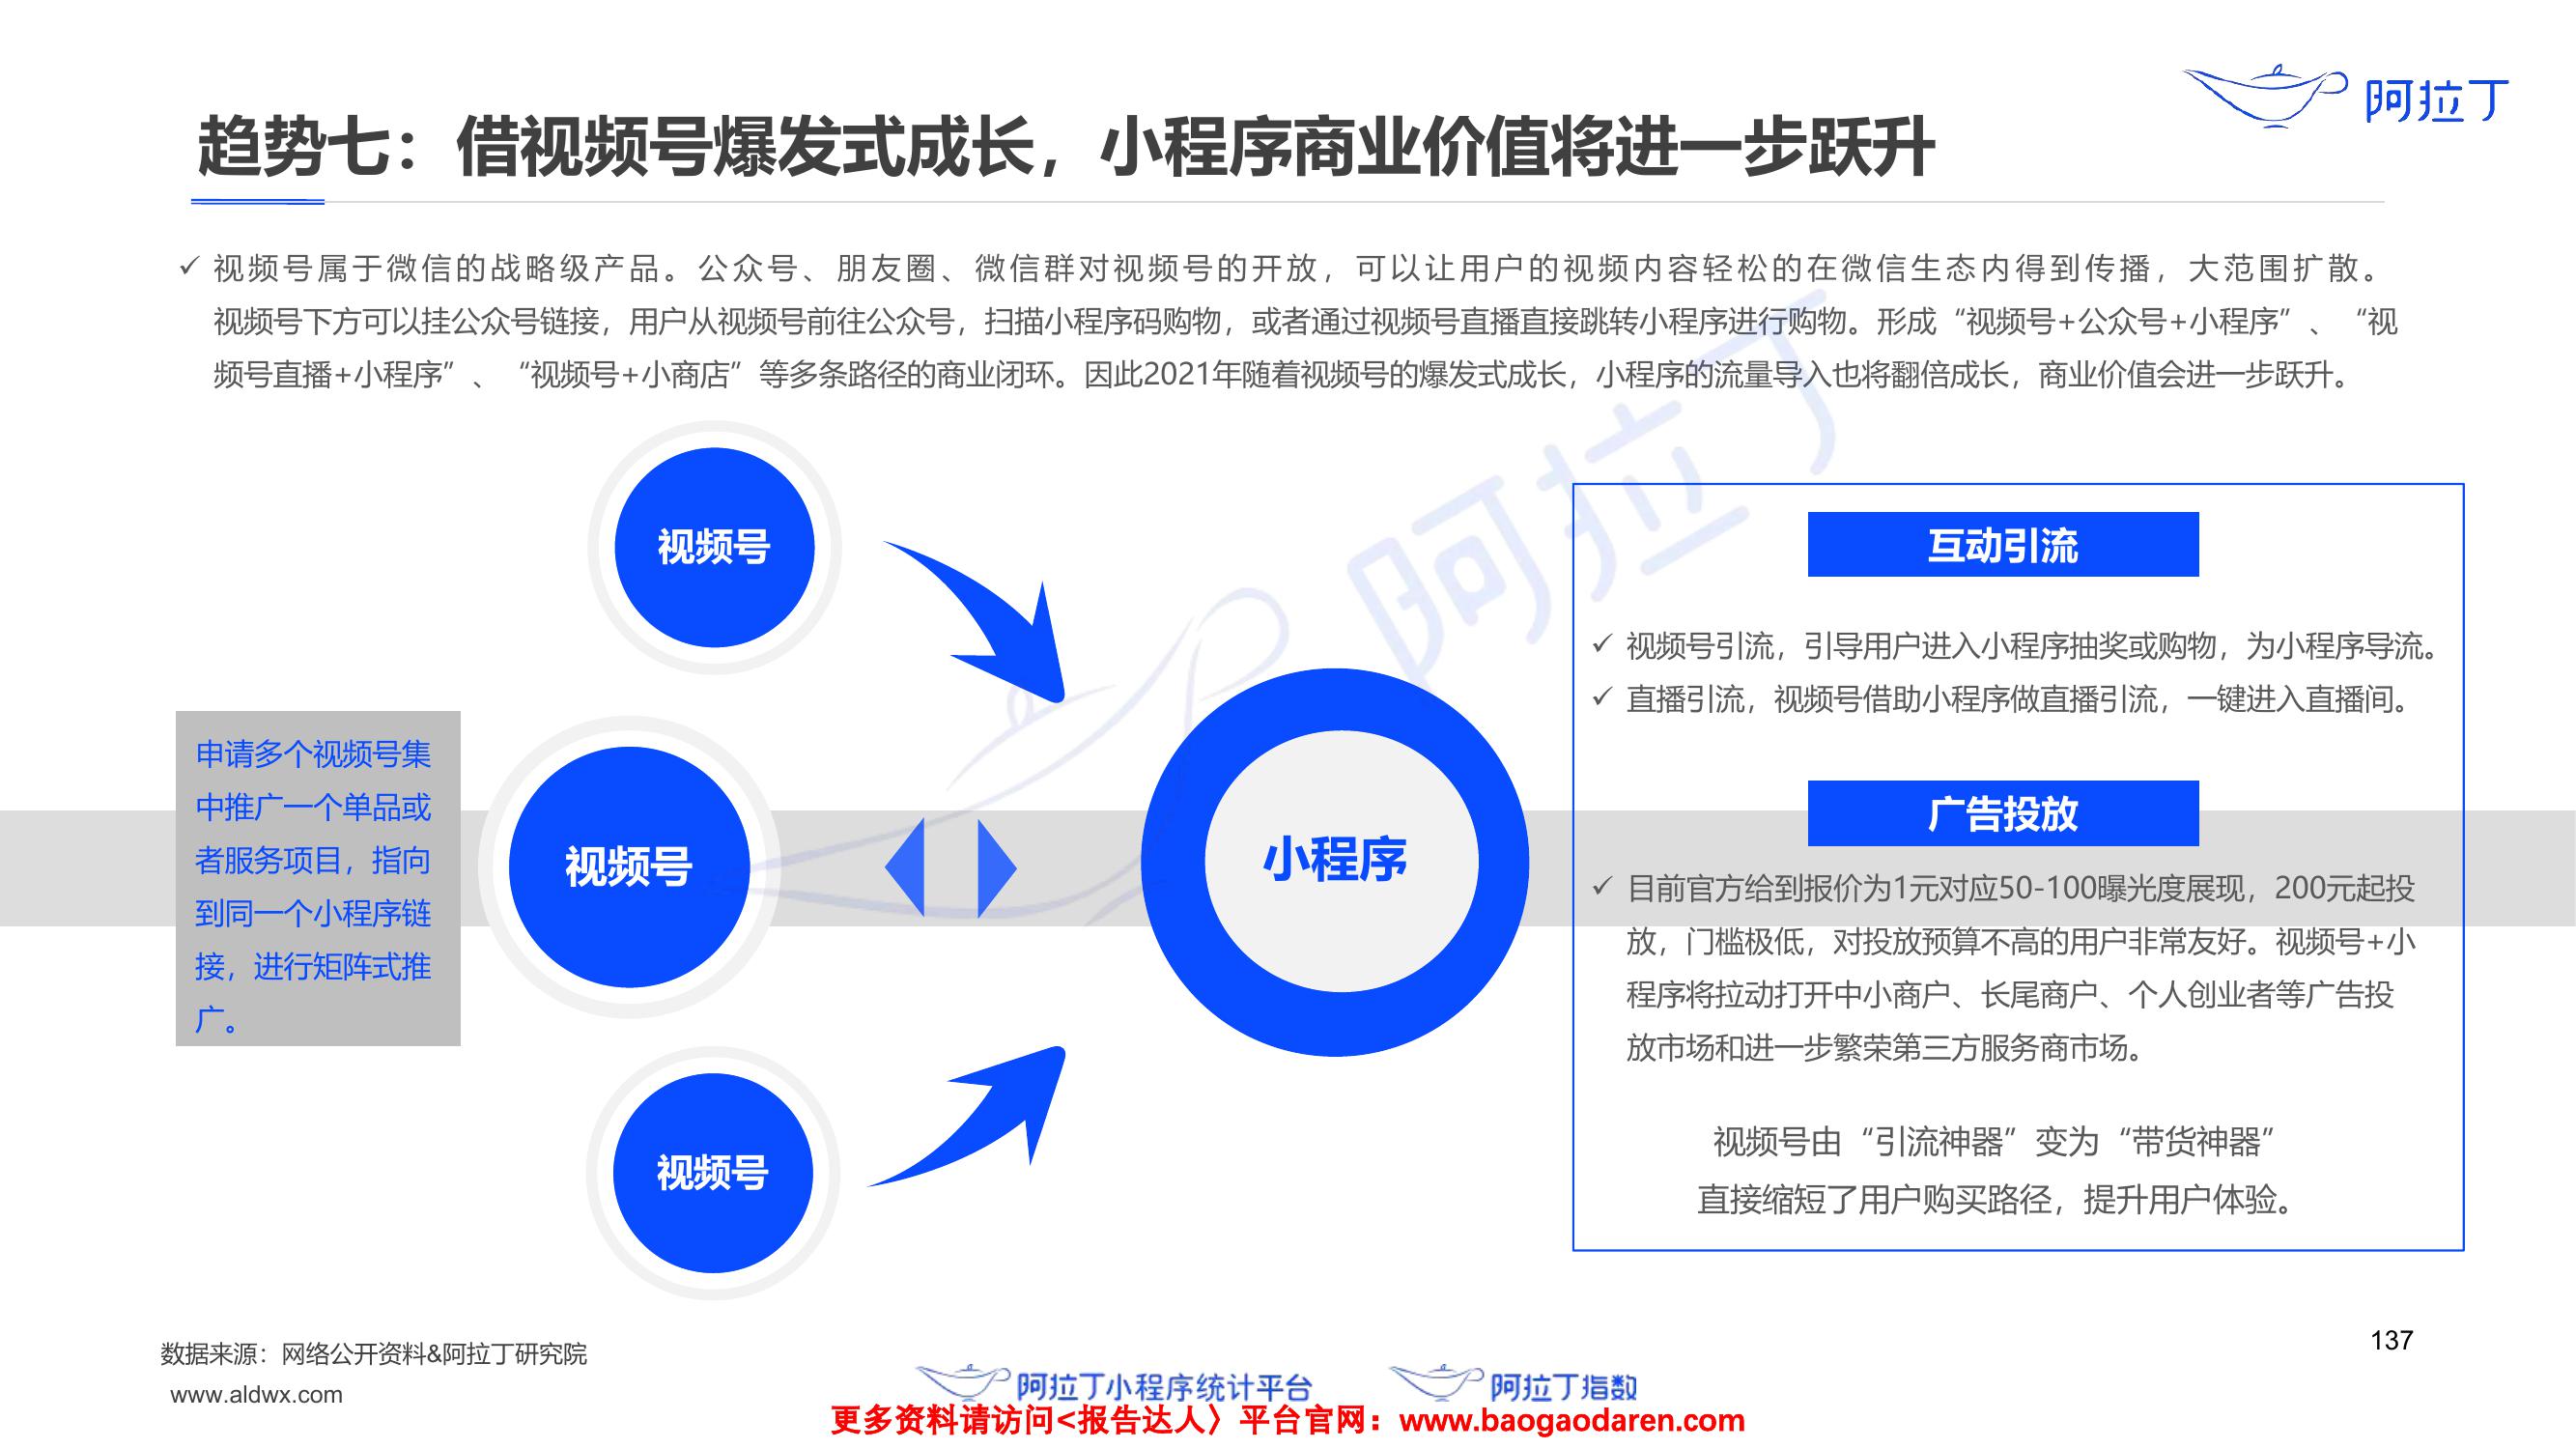 阿拉丁
趋势七：借视频号爆发式成长，小程序商业价值将进一步跃升
✓ 视频号属于微信的战略级产品。公众号、朋友圈、微信群对视频号的开放，可以让用户的视频内容轻松的在微信生态内得到传播，大范围扩散。
视频号下方可以挂公众号链接，用户从视频号前往公众号，扫描小程序码购物，或者通过视频号直播直接跳转小程序进行购物。形成“视频号+公众号+小程序”、“视
频号直播+小程序”、“视频号+小商店”等多条路径的商业闭环。因此2021年随着视频号的爆发式成长，小程序的流量导入也将翻倍成长，商业价值会进一步跃升。
阿拉丁
申请多个视频号集
中推广一个单品或
者服务项目，指向
到同一个小程序链
接，进行矩阵式推
广。
视频号
视频号
视频号
小程序
互动引流
✓ 视频号引流，引导用户进入小程序抽奖或购物，为小程序导流。
✓ 直播引流，视频号借助小程序做直播引流，一键进入直播间。
广告投放
✓ 目前官方给到报价为1元对应50-100曝光度展现，200元起投
放，门槛极低，对投放预算不高的用户非常友好。视频号+小
程序将拉动打开中小商户、长尾商户、个人创业者等广告投
放市场和进一步繁荣第三方服务商市场。
视频号由“引流神器”变为“带货神器”
直接缩短了用户购买路径，提升用户体验。
数据来源：网络公开资料&阿拉丁研究院
137
www.aldwx.com
阿拉丁小程序统计平台
阿拉丁指数
更多资料请访问<报告达人〉平台官网：www.baogaodaren.com